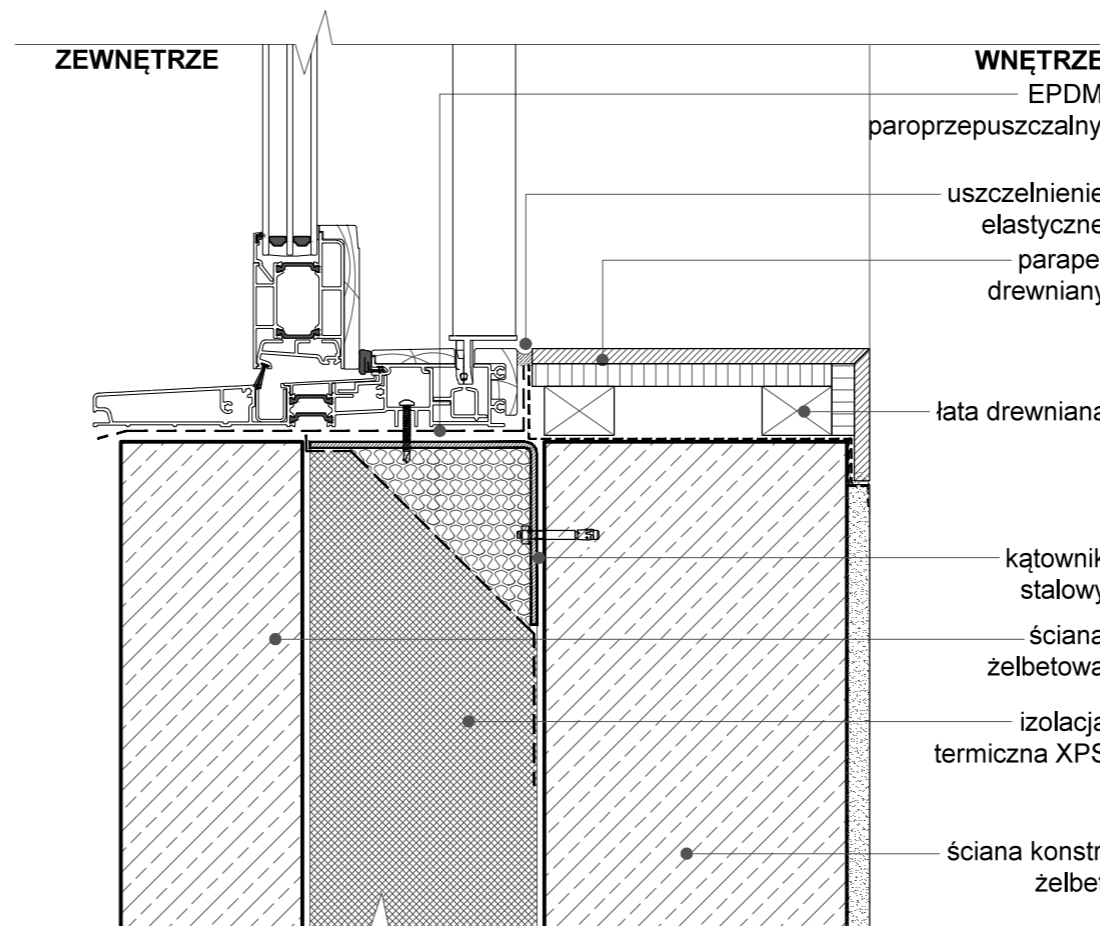 ZEWNĘTRZE
WNĘTRZE
EPDM
paroprzepuszczalny
uszczelnienie
elastyczne
parape
drewniany
łata drewniana
kątownik
stalowy
ściana
żelbetowa
izolacja
termiczna XPS
ściana konstr
żelbet